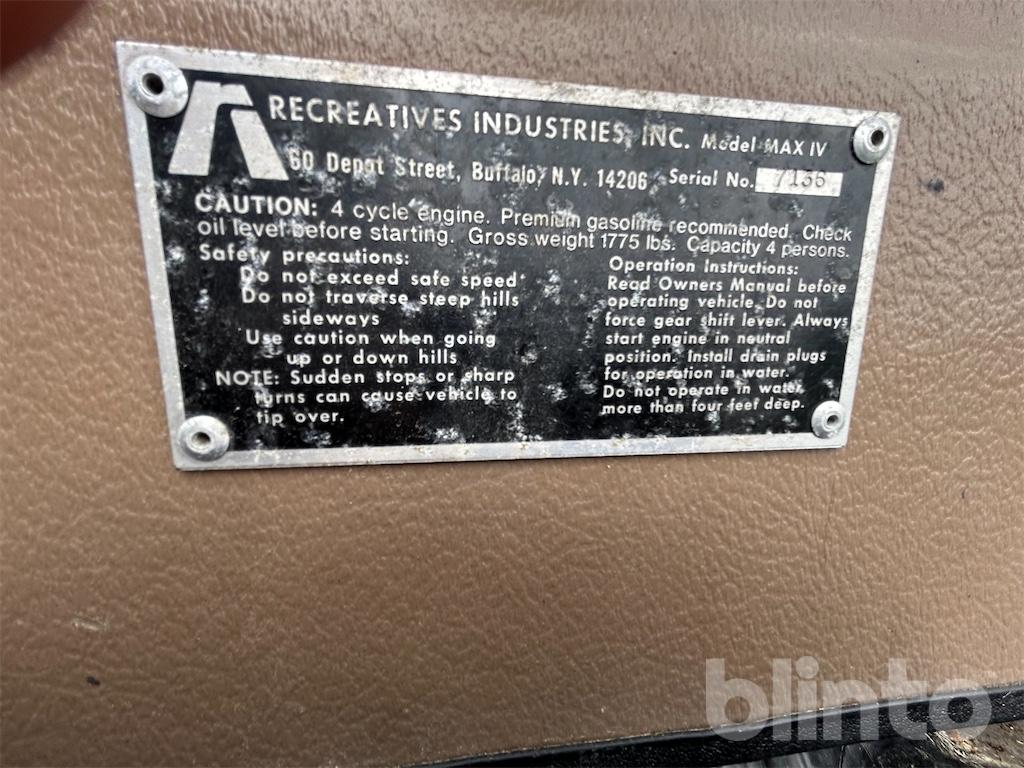 RECREATIVES INDUSTRIES, INC. Model MAX IV
60 Depot Street, Buffalo, N.Y. 14206 Serial No. 7136
CAUTION: 4 cycle engine. Premium gasoline recommended. Check
oil level before starting. Gross weight 1775 lbs. Capacity 4 persons.
Safety precautions:
Do not exceed safe speed
Do not traverse steep hills
sideways
Use caution when going
up or down hills
NOTE: Sudden stops or sharp
turns can cause vehicle to
tip over.
Operation Instructions:
Read Owners Manual before
operating vehicle. Do not
force gear shift lever. Always
start engine in neutral
position. Install drain plugs
for operation in water.
Do not operate in water
more than four feet deep.
blinto